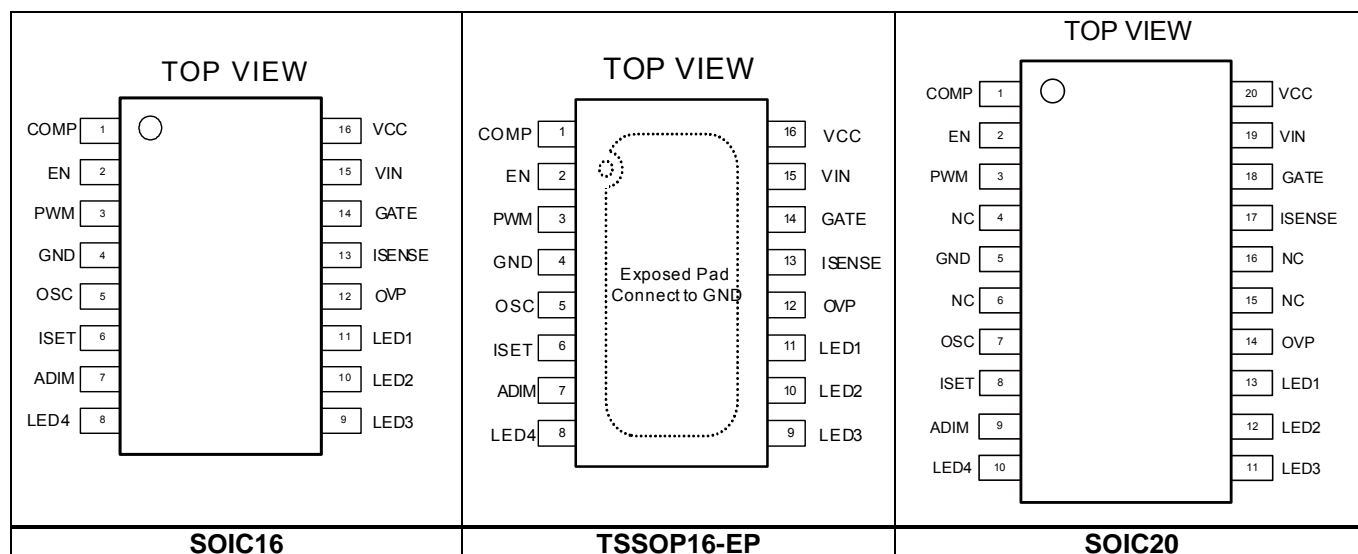 TOP VIEW
COMP 1 16 VCC
EN 2 15 VIN
PWM 3 14 GATE
GND 4 13 ISENSE
OSC 5 12 OVP
ISET 6 11 LED1
ADIM 7 10 LED2
LED4 8 9 LED3
SOIC16
TOP VIEW
COMP 1 16 VCC
EN 2 15 VIN
PWM 3 14 GATE
GND 4 13 ISENSE
OSC 5 12 OVP
ISET 6 11 LED1
ADIM 7 10 LED2
LED4 8 9 LED3
Exposed Pad
Connect to GND
TSSOP16-EP
TOP VIEW
COMP 1 20 VCC
EN 2 19 VIN
PWM 3 18 GATE
NC 4 17 ISENSE
GND 5 16 NC
NC 6 15 NC
OSC 7 14 OVP
ISET 8 13 LED1
ADIM 9 12 LED2
LED4 10 11 LED3
SOIC20